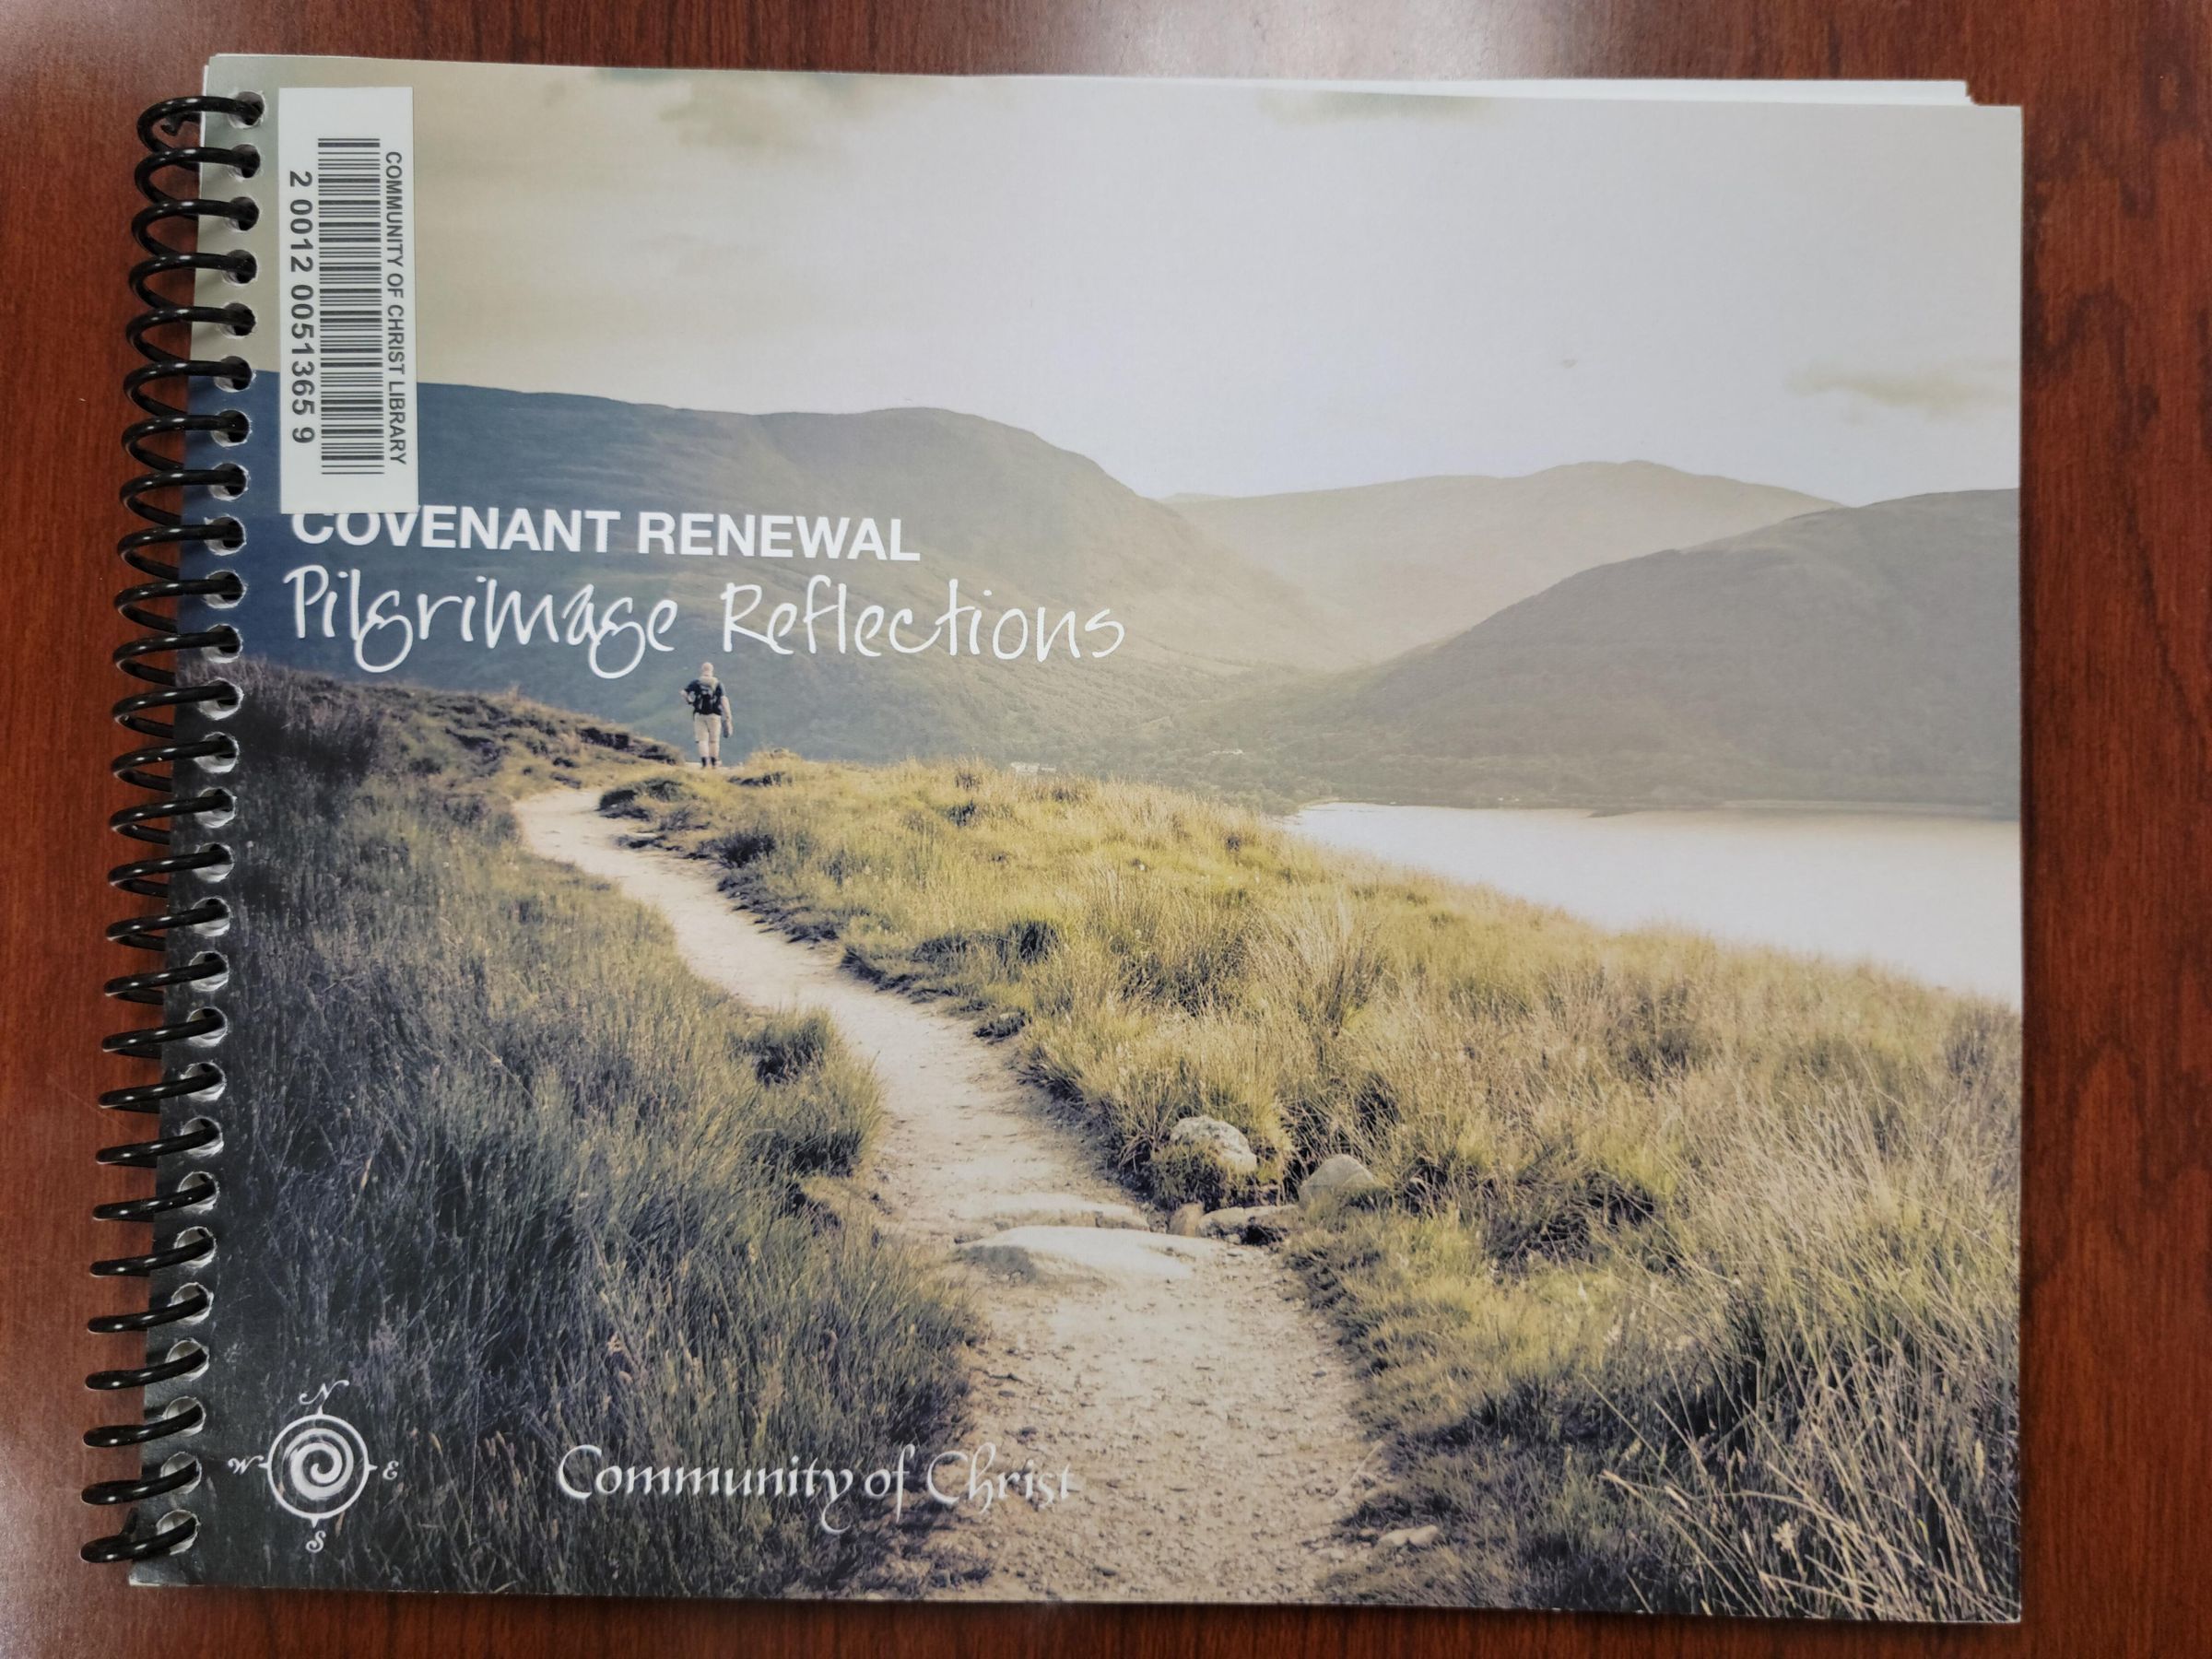 COMMUNITY OF CHRIST LIBRARY
2 0012 0051365 9
COVENANT RENEWAL
Pilgrimage Reflections
N
W E
S
Community of Christ